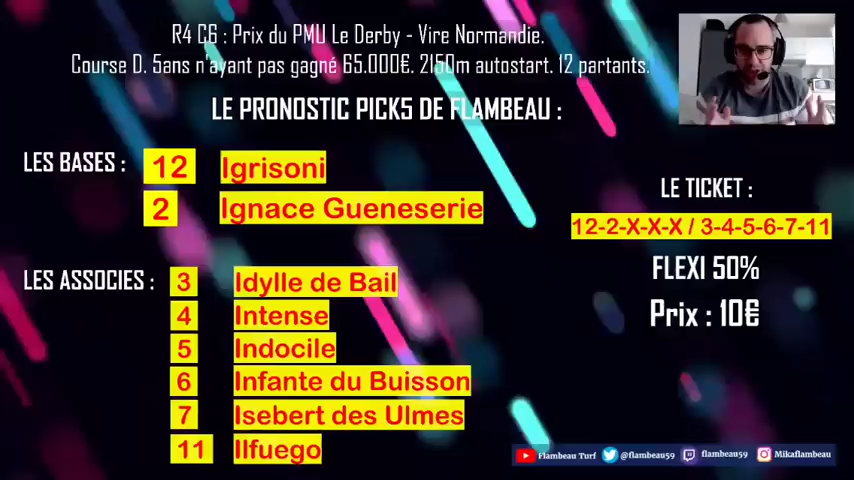 R4 C6 : Prix du PMU Le Derby - Vire Normandie.
Course D. 5ans n'ayant pas gagné 65.000€. 2150m autostart. 12 partants.
LE PRONOSTIC PICK5 DE FLAMBEAU :
LES BASES :
12 Igrisoni
2 Ignace Gueneserie
LES ASSOCIES :
3 Idylle de Bail
4 Intense
5 Indocile
6 Infante du Buisson
7 Isebert des Ulmes
11 Ilfuego
LE TICKET :
12-2-X-X-X / 3-4-5-6-7-11
FLEXI 50%
Prix : 10€
Flambeau Turf @flambeau59 flambeau59 Mikaflambeau